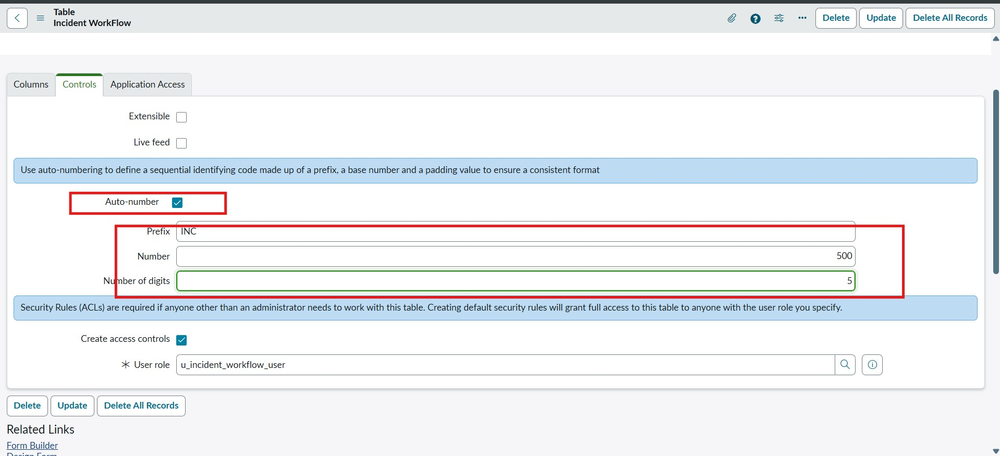 Table
Incident WorkFlow
Delete
Update
Delete All Records
Columns
Controls
Application Access
Extensible
Live feed
Use auto-numbering to define a sequential identifying code made up of a prefix, a base number and a padding value to ensure a consistent format
Auto-number
Prefix INC
Number 500
Number of digits 5
Security Rules (ACLs) are required if anyone other than an administrator needs to work with this table. Creating default security rules will grant full access to this table to anyone with the user role you specify.
Create access controls
User role u_incident_workflow_user
Delete
Update
Delete All Records
Related Links
Form Builder
Design Form